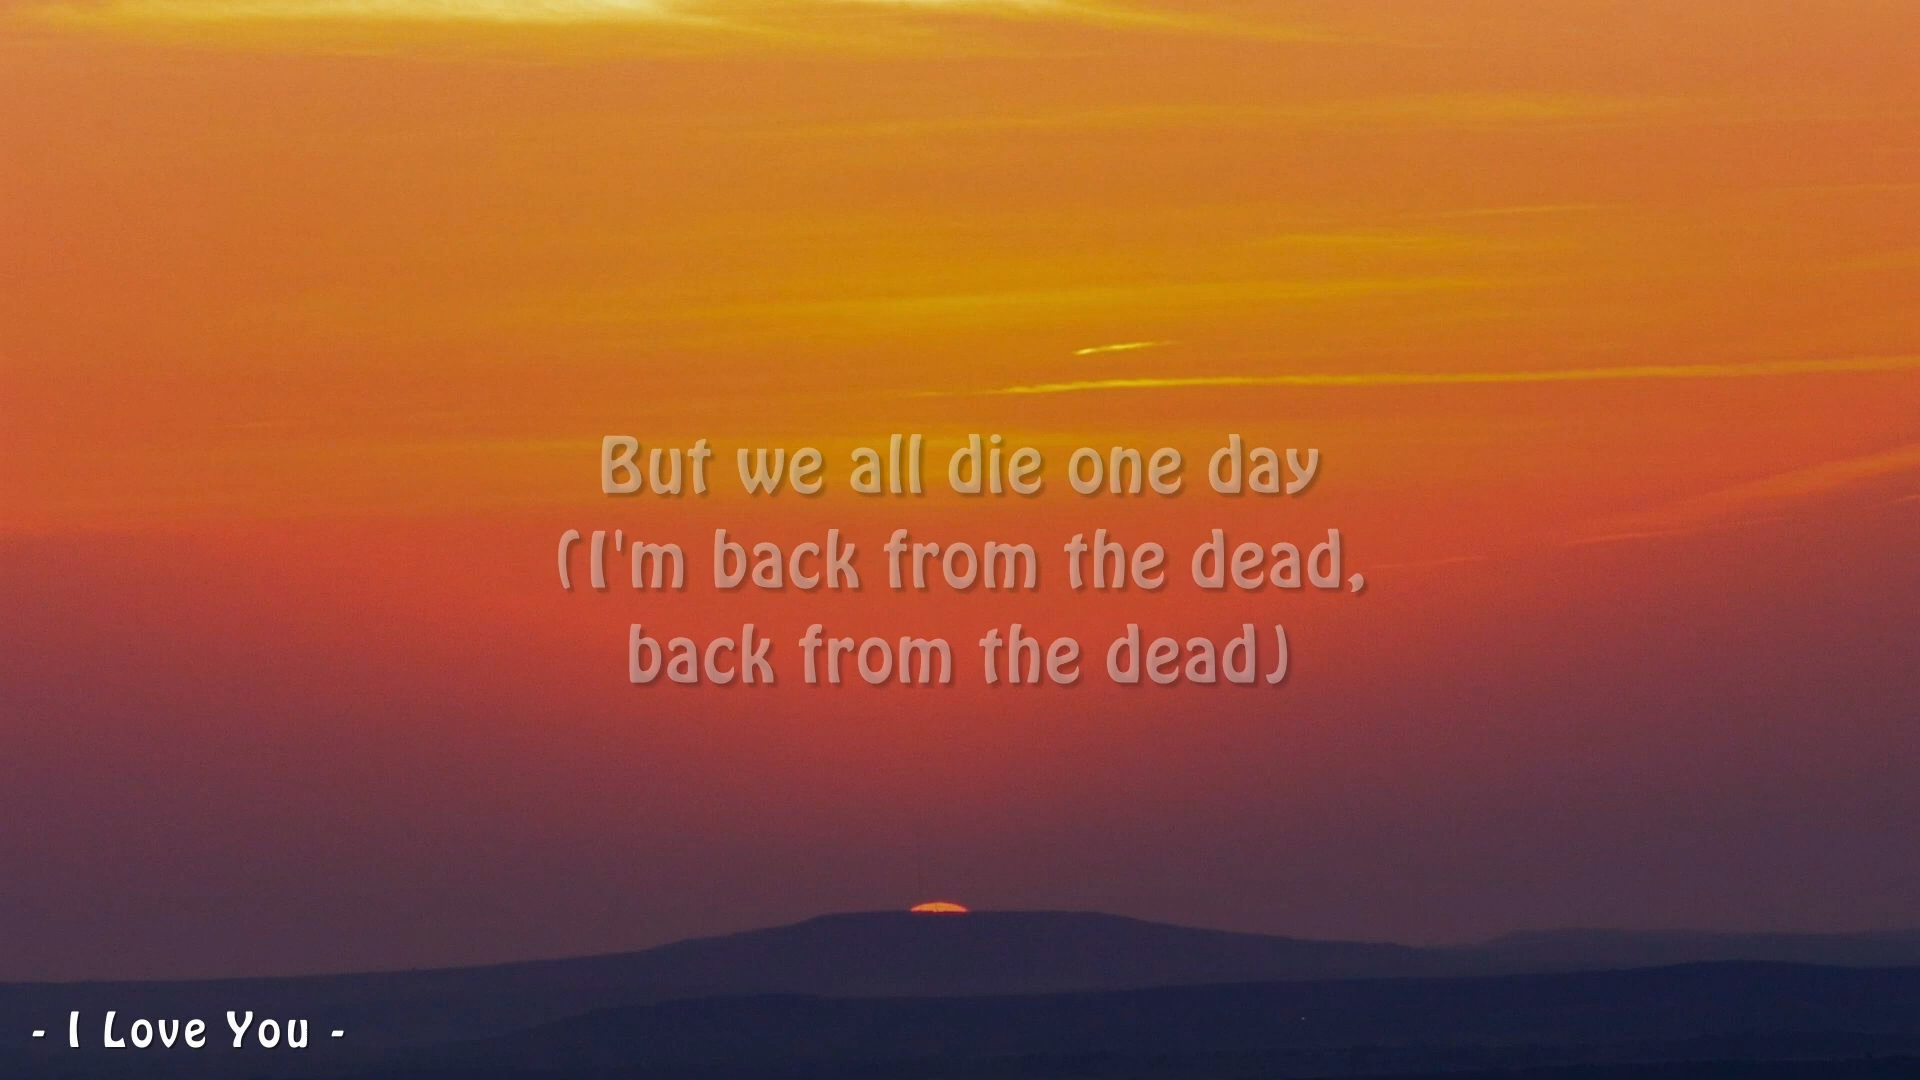 But we all die one day
(I'm back from the dead,
back from the dead)
- I Love You -